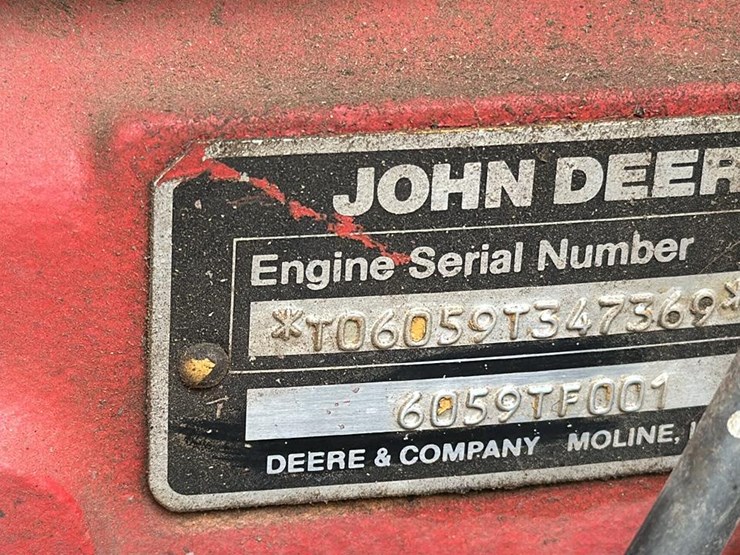 JOHN DEER
Engine Serial Number
*T06059T347369*
6059TF001
DEERE & COMPANY MOLINE,